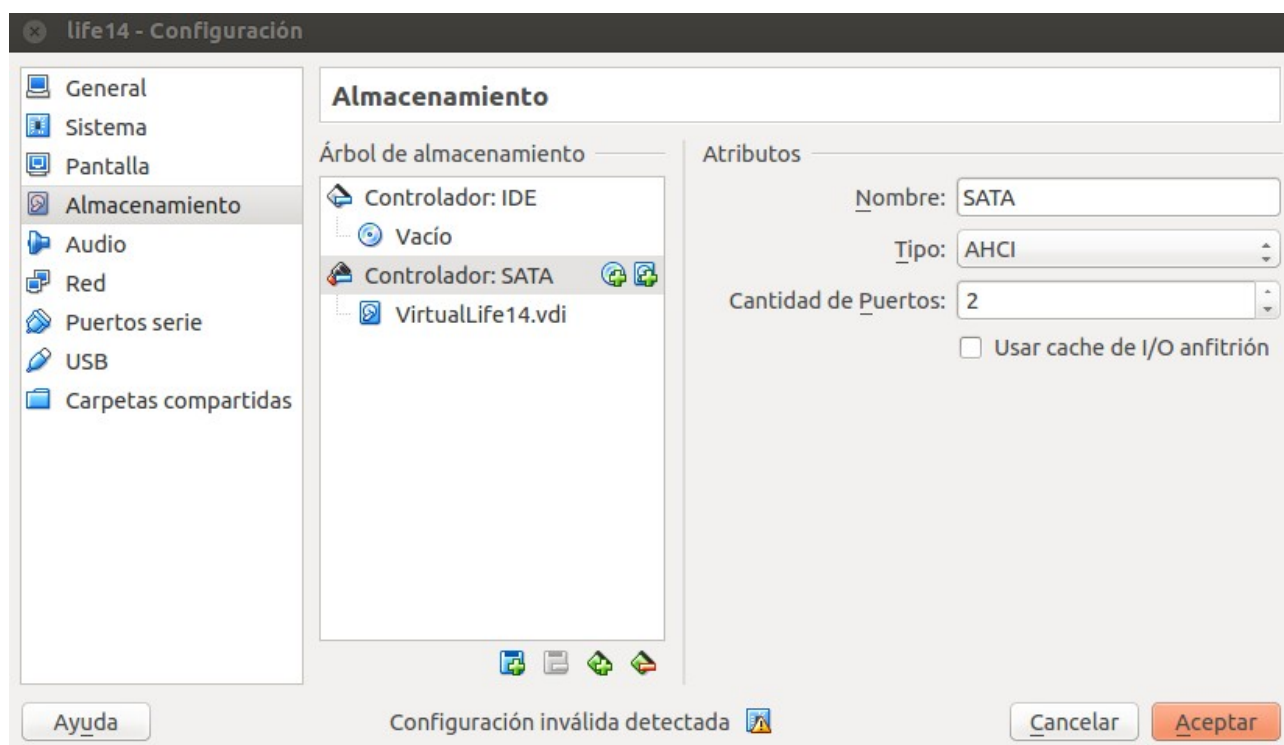 life14 - Configuración
General
Sistema
Pantalla
Almacenamiento
Audio
Red
Puertos serie
USB
Carpetas compartidas
Almacenamiento
Árbol de almacenamiento
Controlador: IDE
Vacío
Controlador: SATA
VirtualLife14.vdi
Atributos
Nombre: SATA
Tipo: AHCI
Cantidad de Puertos: 2
Usar cache de I/O anfitrión
Ayuda
Configuración inválida detectada
Cancelar
Aceptar